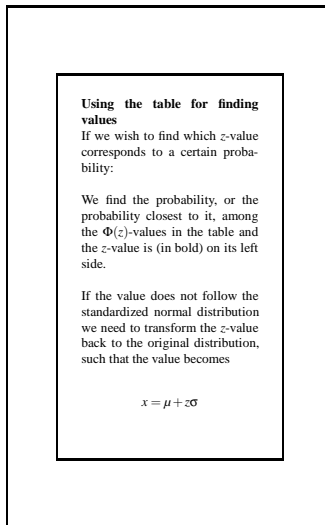 Using the table for finding
values
If we wish to find which z-value
corresponds to a certain proba-
bility:
We find the probability, or the
probability closest to it, among
the Φ(z)-values in the table and
the z-value is (in bold) on its left
side.
If the value does not follow the
standardized normal distribution
we need to transform the z-value
back to the original distribution,
such that the value becomes
x = μ + zσ